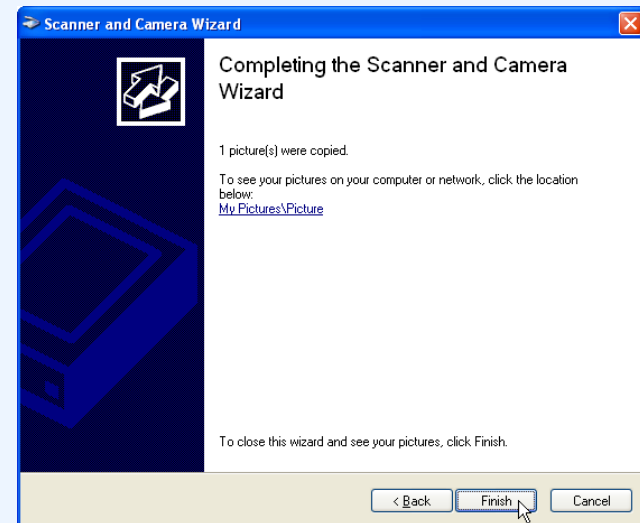 Scanner and Camera Wizard
Completing the Scanner and Camera
Wizard
1 picture(s) were copied.
To see your pictures on your computer or network, click the location
below:
My Pictures\Picture
To close this wizard and see your pictures, click Finish.
< Back Finish Cancel